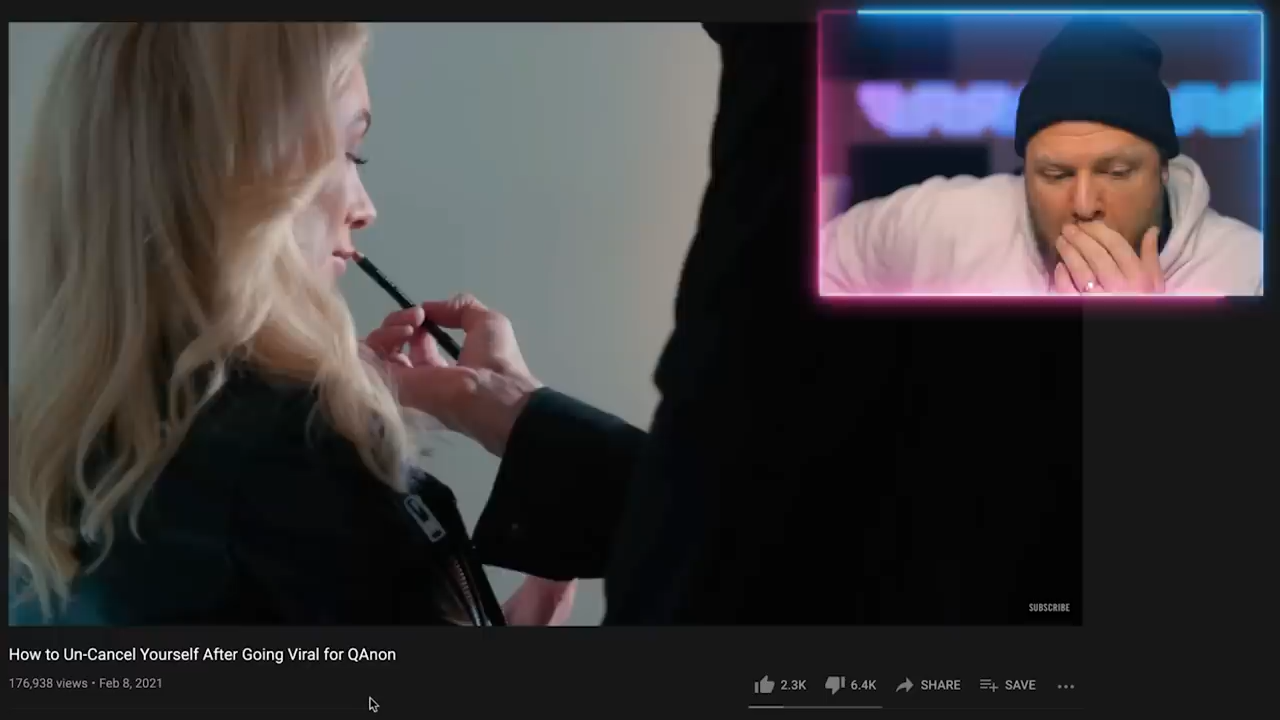 SUBSCRIBE
How to Un-Cancel Yourself After Going Viral for QAnon
176,938 views • Feb 8, 2021
2.3K 6.4K SHARE SAVE